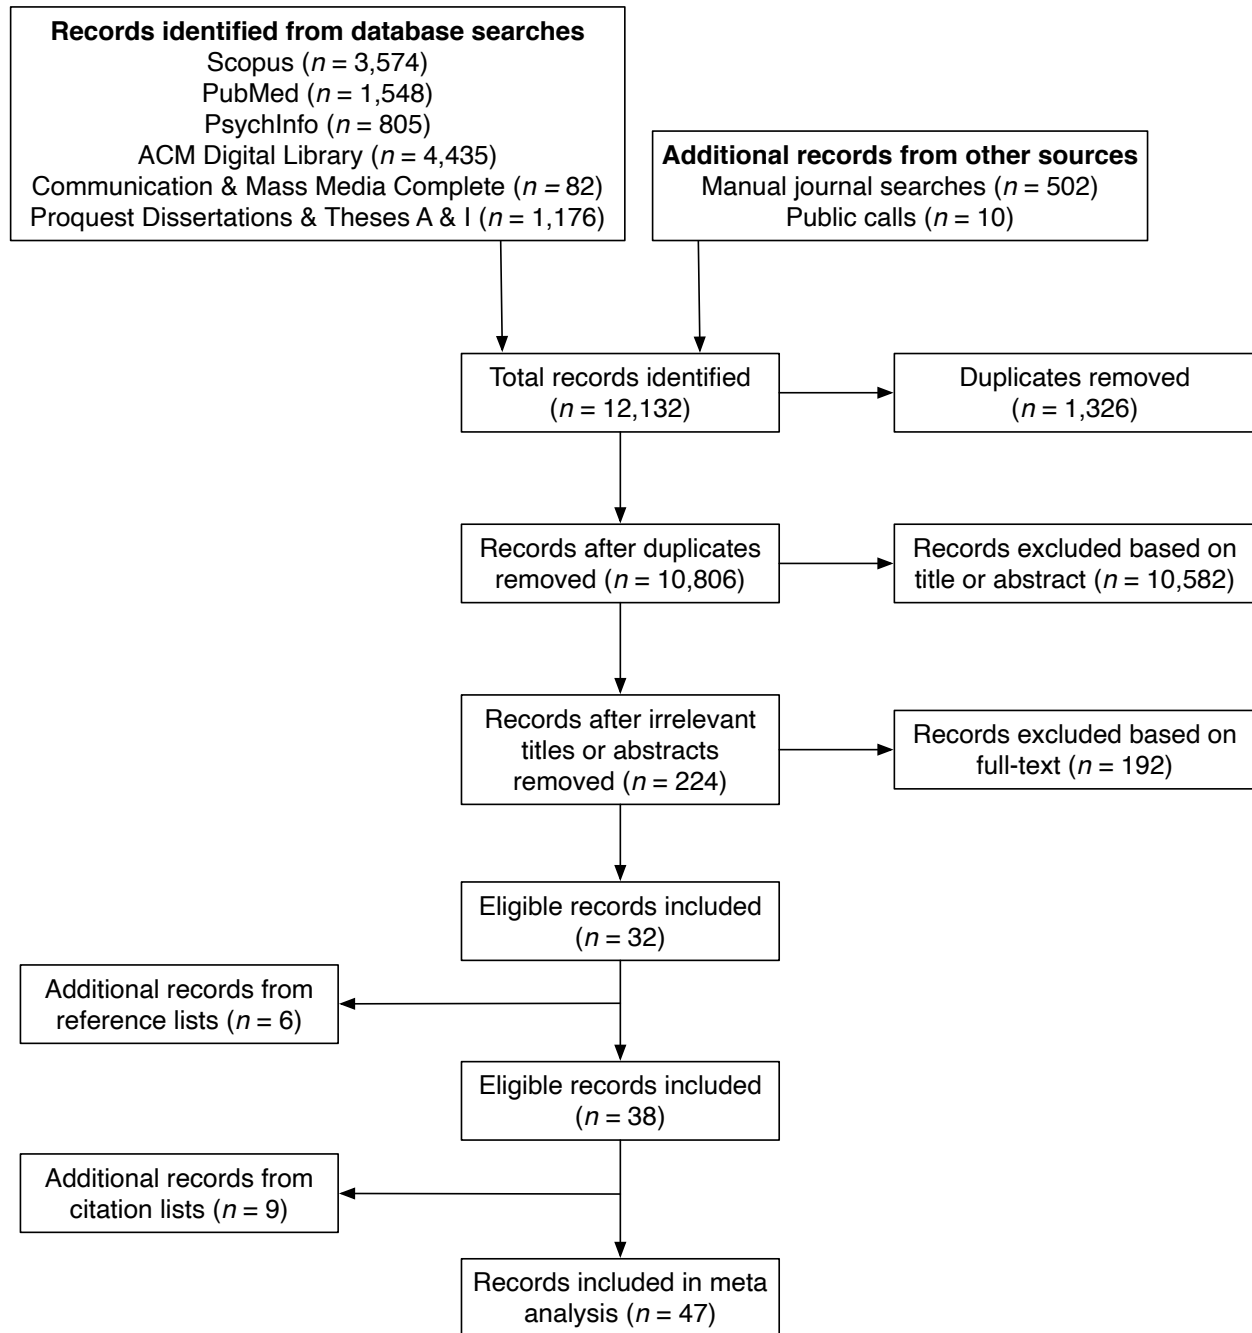 Records identified from database searches
Scopus (n = 3,574)
PubMed (n = 1,548)
PsychInfo (n = 805)
ACM Digital Library (n = 4,435)
Communication & Mass Media Complete (n = 82)
Proquest Dissertations & Theses A & I (n = 1,176)
Additional records from other sources
Manual journal searches (n = 502)
Public calls (n = 10)
Total records identified
(n = 12,132)
Duplicates removed
(n = 1,326)
Records after duplicates
removed (n = 10,806)
Records excluded based on
title or abstract (n = 10,582)
Records after irrelevant
titles or abstracts
removed (n = 224)
Records excluded based on
full-text (n = 192)
Eligible records included
(n = 32)
Additional records from
reference lists (n = 6)
Eligible records included
(n = 38)
Additional records from
citation lists (n = 9)
Records included in meta
analysis (n = 47)